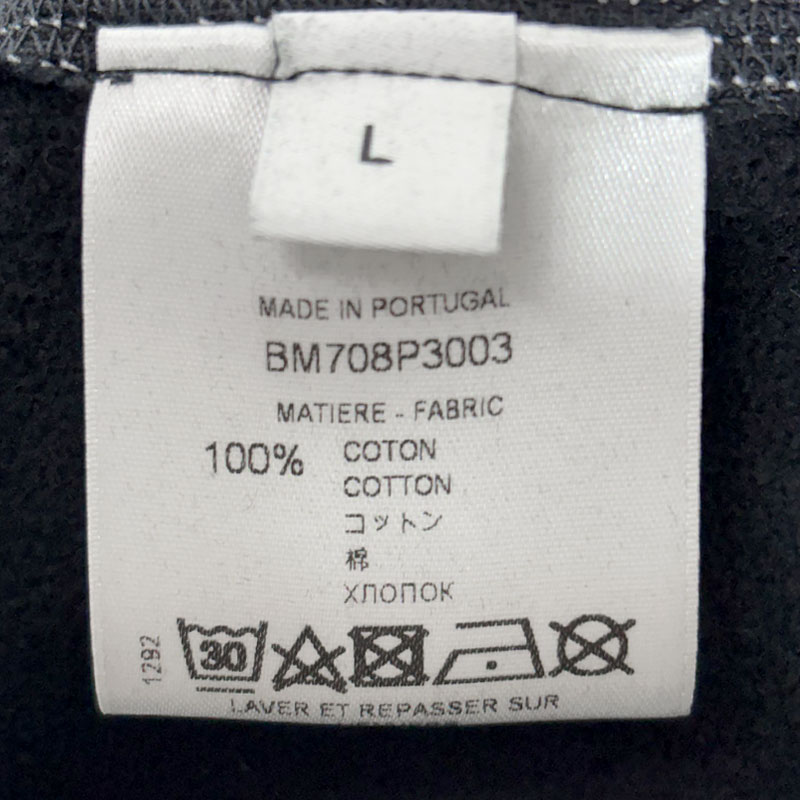 L
MADE IN PORTUGAL
BM708P3003
MATIERE - FABRIC
100% COTON
COTTON
コットン
棉
ХЛОПОК
1292
30
LAVER ET REPASSER SUR